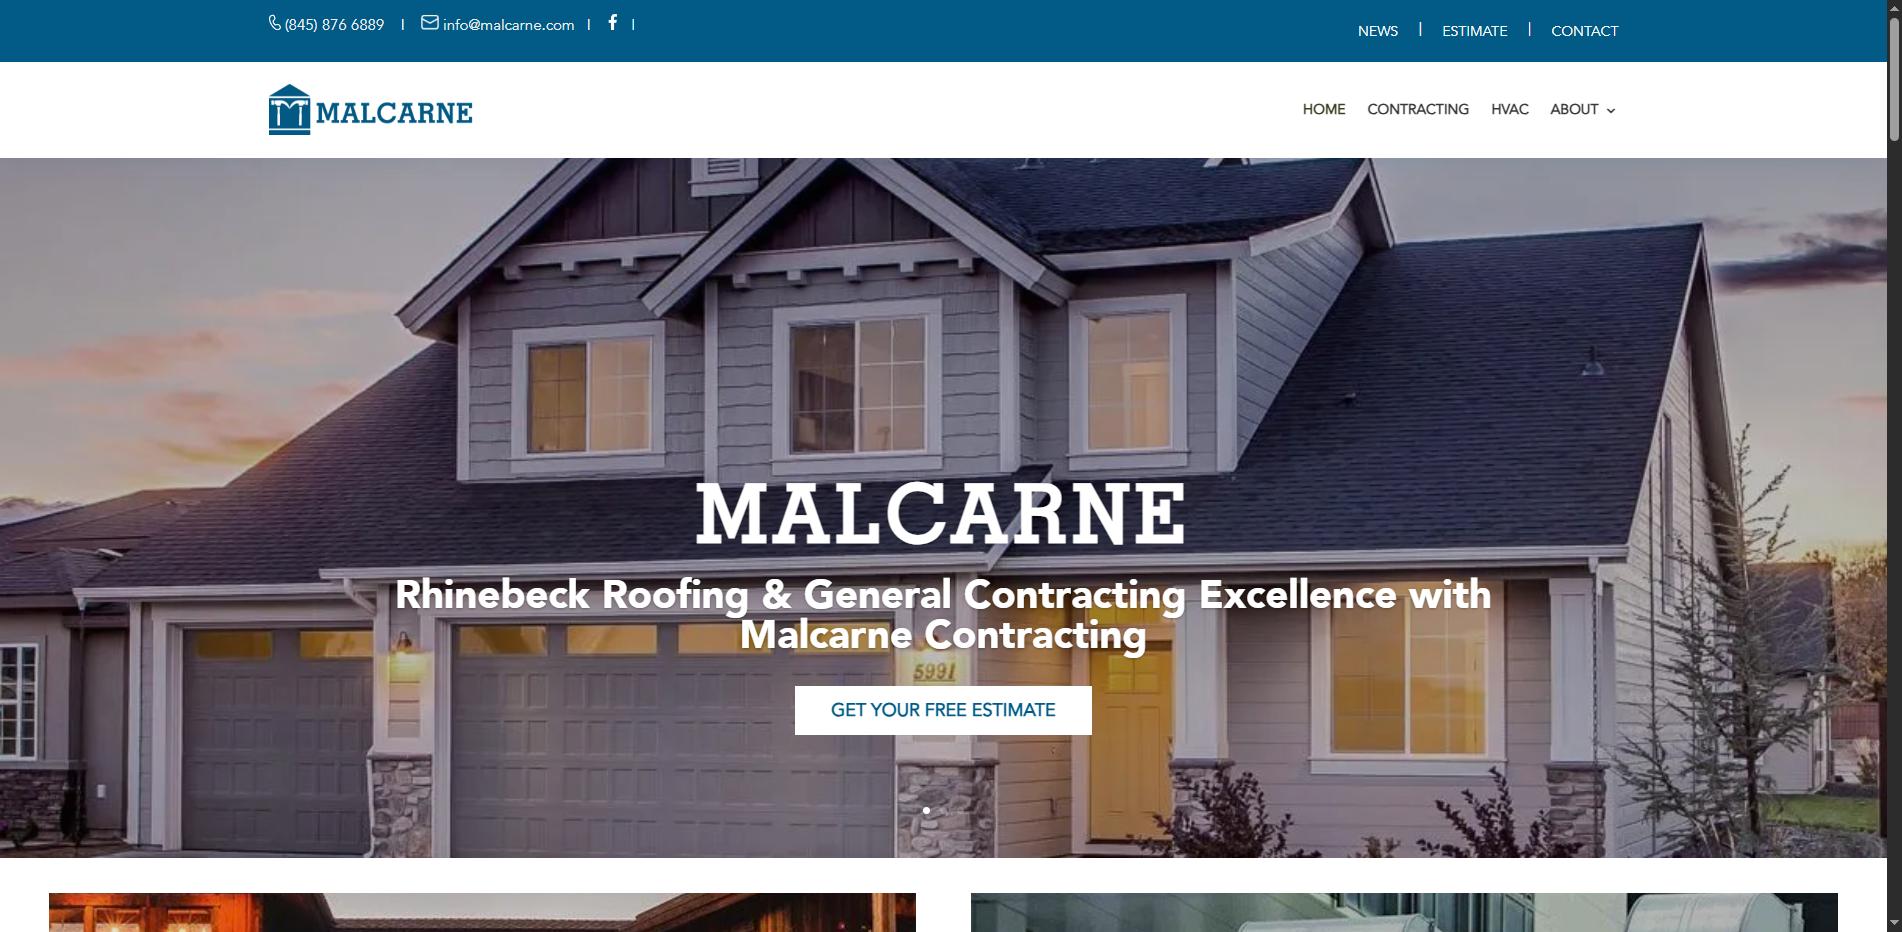 (845) 876 6889 | info@malcarne.com | |
NEWS | ESTIMATE | CONTACT
MALCARNE
HOME CONTRACTING HVAC ABOUT
MALCARNE
Rhinebeck Roofing & General Contracting Excellence with
Malcarne Contracting
5991
GET YOUR FREE ESTIMATE